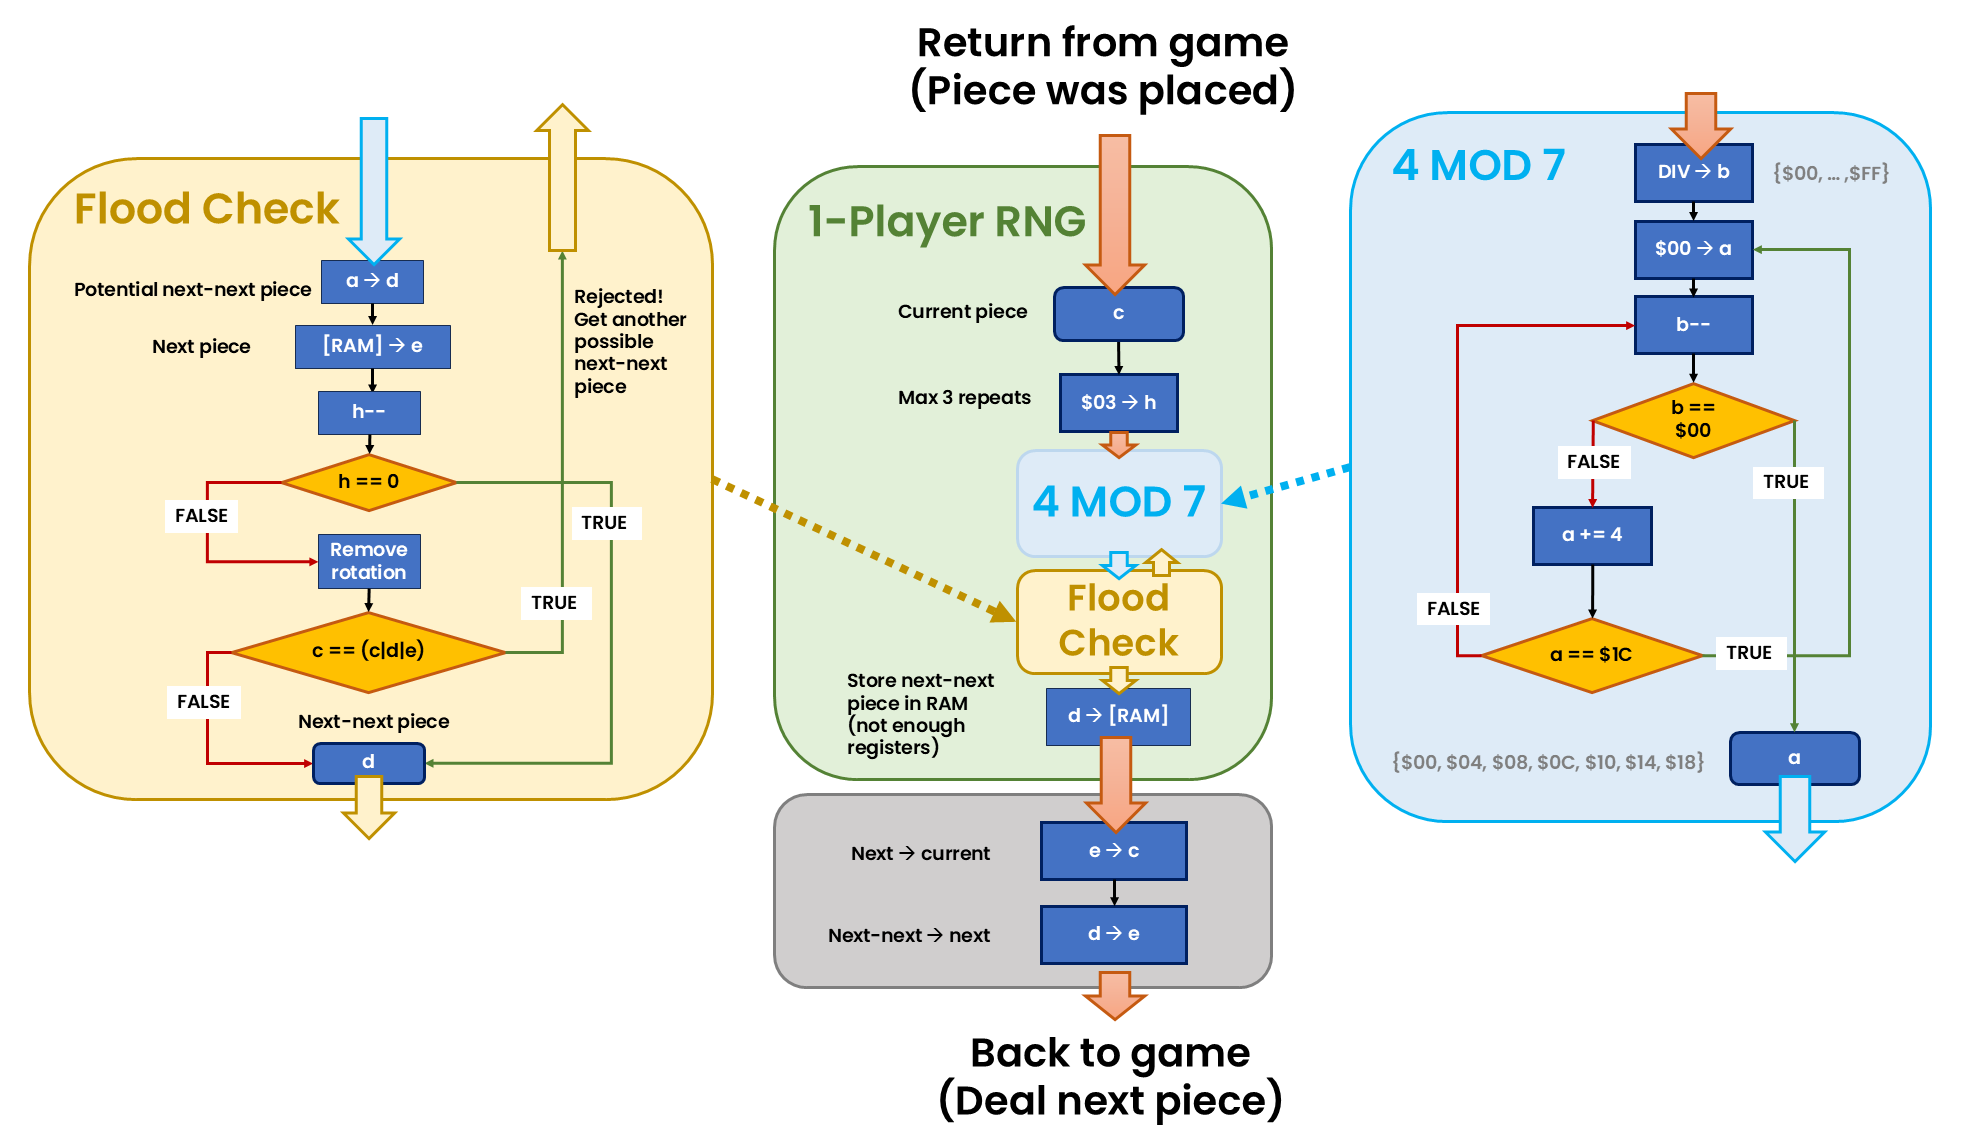 Return from game
(Piece was placed)
Flood Check
a → d
Potential next-next piece
[RAM] → e
Next piece
h--
h == 0
FALSE
TRUE
Remove
rotation
c == (c|d|e)
TRUE
FALSE
Rejected!
Get another
possible
next-next
piece
Next-next piece
d
1-Player RNG
Current piece
c
Max 3 repeats
$03 → h
4 MOD 7
Flood
Check
Store next-next
piece in RAM
(not enough
registers)
d → [RAM]
Next → current
e → c
Next-next → next
d → e
Back to game
(Deal next piece)
4 MOD 7
DIV → b
{$00, … ,$FF}
$00 → a
b--
b ==
$00
FALSE
TRUE
a += 4
FALSE
a == $1C
TRUE
{$00, $04, $08, $0C, $10, $14, $18}
a